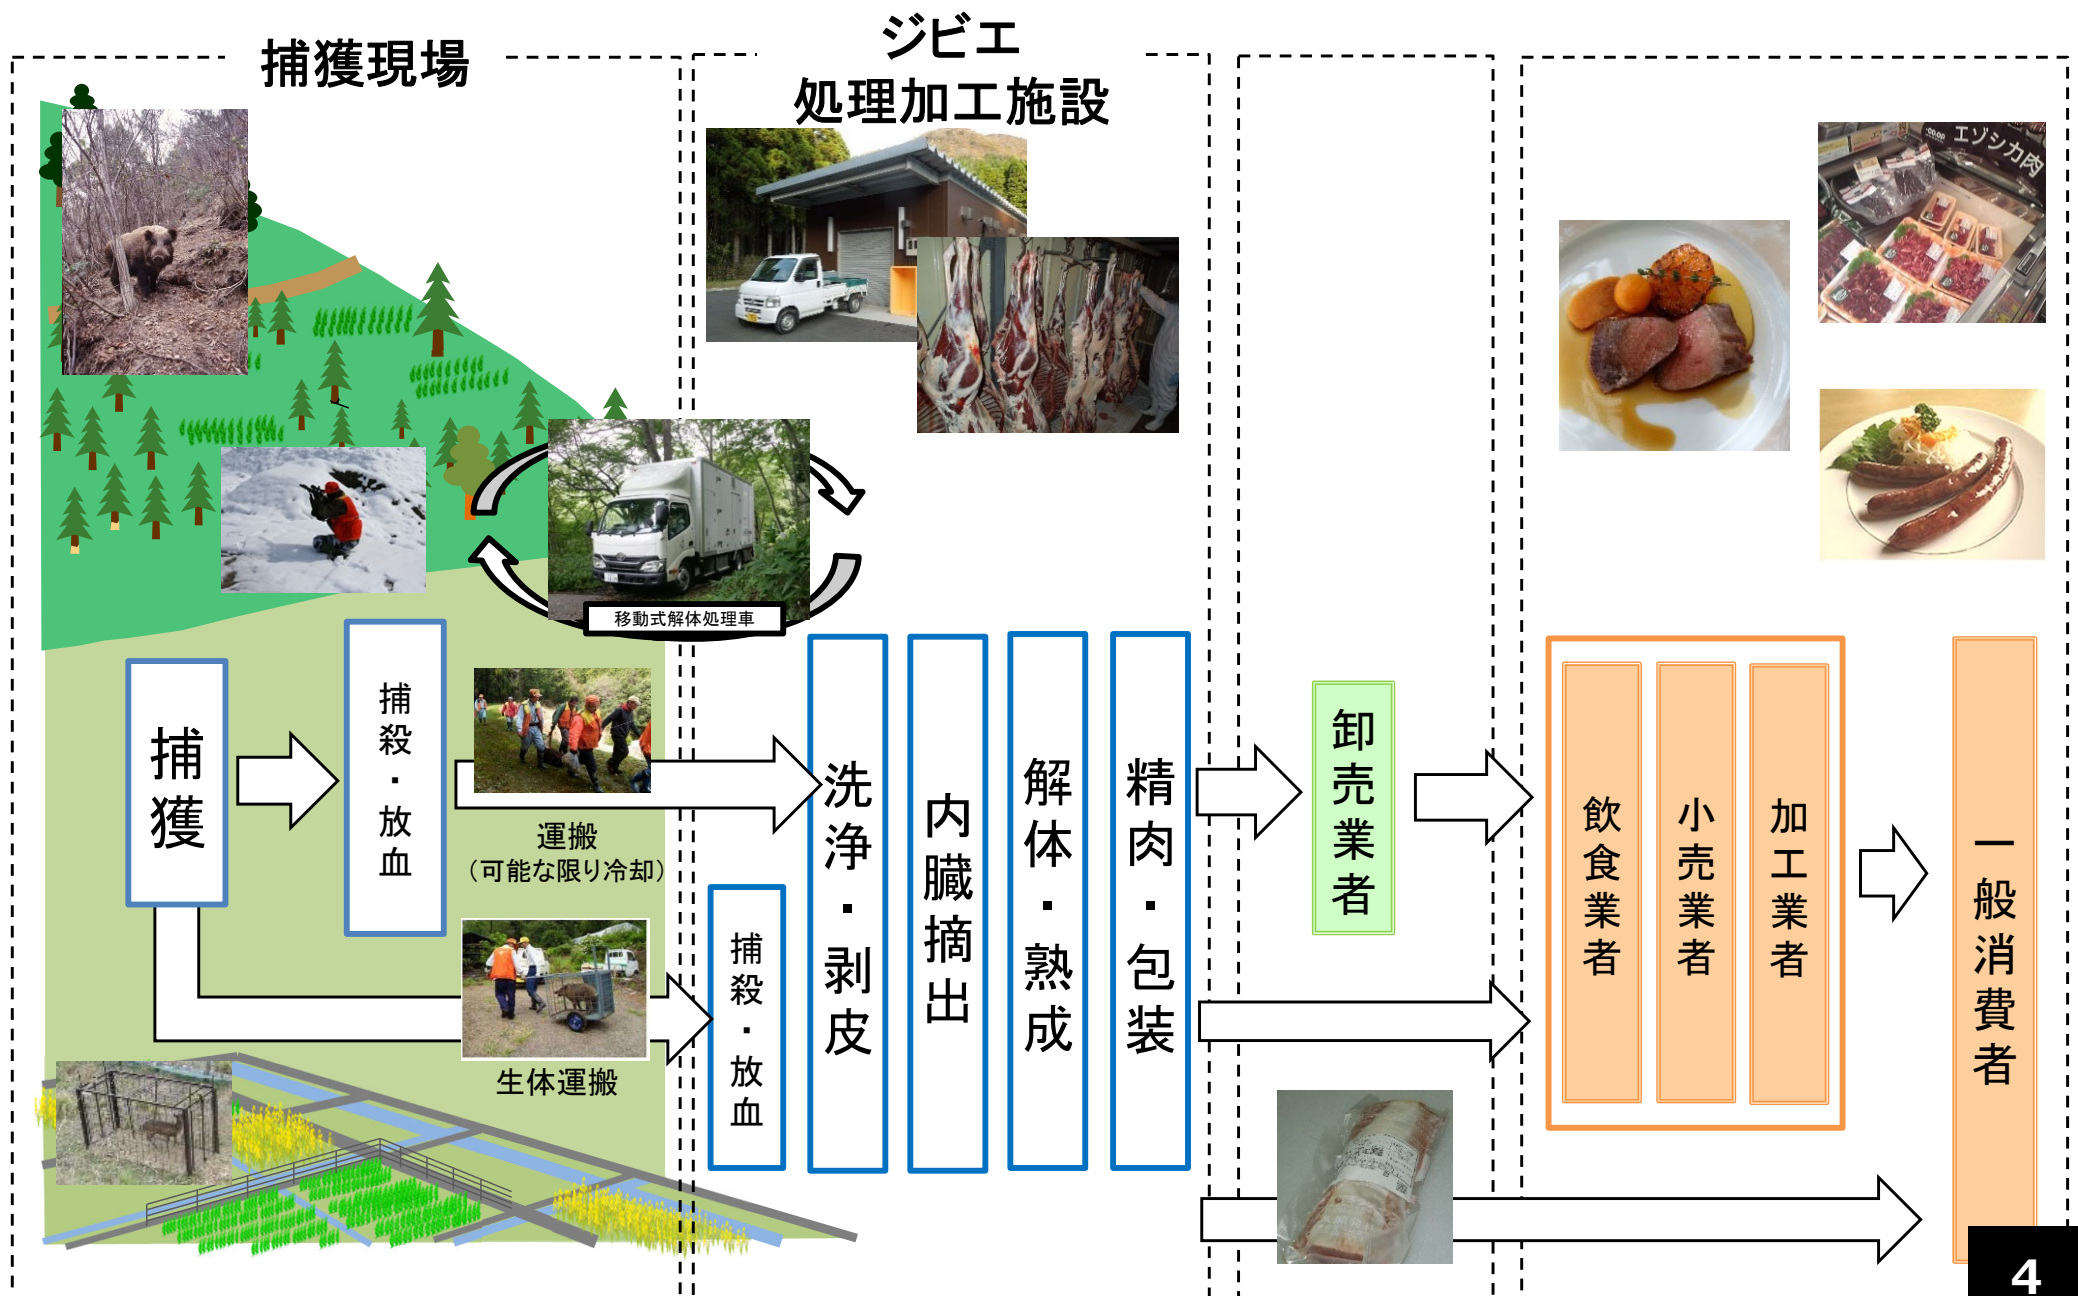 捕獲現場
ジビエ
処理加工施設
エゾシカ肉
移動式解体処理車
捕獲
捕殺・放血
運搬
（可能な限り冷却）
生体運搬
捕殺・放血
洗浄・剥皮
内臓摘出
解体・熟成
精肉・包装
卸売業者
飲食業者
小売業者
加工業者
一般消費者
4